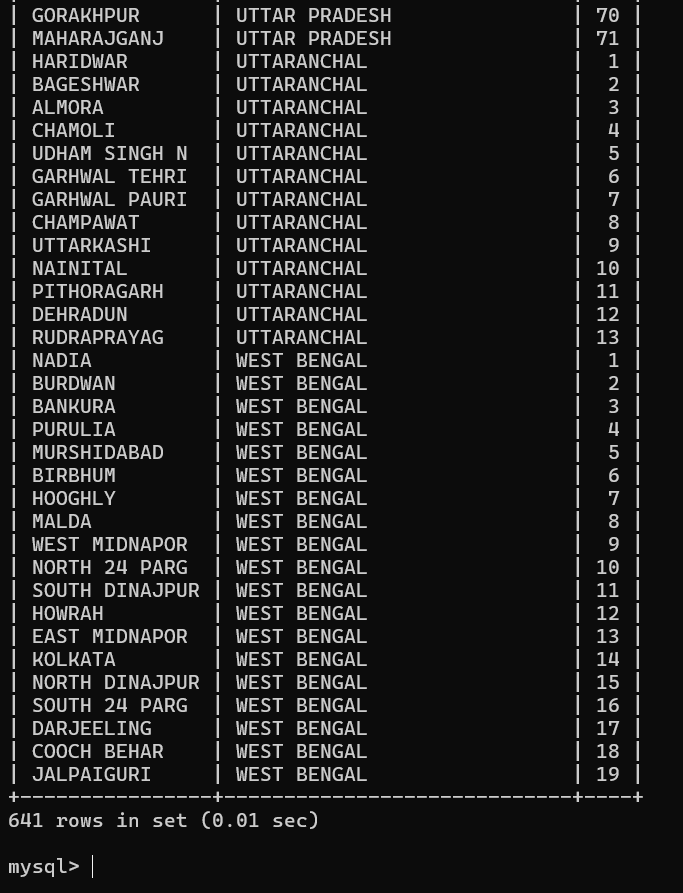 | GORAKHPUR      | UTTAR PRADESH               | 70 |
| MAHARAJGANJ    | UTTAR PRADESH               | 71 |
| HARIDWAR       | UTTARANCHAL                 |  1 |
| BAGESHWAR      | UTTARANCHAL                 |  2 |
| ALMORA         | UTTARANCHAL                 |  3 |
| CHAMOLI        | UTTARANCHAL                 |  4 |
| UDHAM SINGH N  | UTTARANCHAL                 |  5 |
| GARHWAL TEHRI  | UTTARANCHAL                 |  6 |
| GARHWAL PAURI  | UTTARANCHAL                 |  7 |
| CHAMPAWAT      | UTTARANCHAL                 |  8 |
| UTTARKASHI     | UTTARANCHAL                 |  9 |
| NAINITAL       | UTTARANCHAL                 | 10 |
| PITHORAGARH    | UTTARANCHAL                 | 11 |
| DEHRADUN       | UTTARANCHAL                 | 12 |
| RUDRAPRAYAG    | UTTARANCHAL                 | 13 |
| NADIA          | WEST BENGAL                 |  1 |
| BURDWAN        | WEST BENGAL                 |  2 |
| BANKURA        | WEST BENGAL                 |  3 |
| PURULIA        | WEST BENGAL                 |  4 |
| MURSHIDABAD    | WEST BENGAL                 |  5 |
| BIRBHUM        | WEST BENGAL                 |  6 |
| HOOGHLY        | WEST BENGAL                 |  7 |
| MALDA          | WEST BENGAL                 |  8 |
| WEST MIDNAPOR  | WEST BENGAL                 |  9 |
| NORTH 24 PARG  | WEST BENGAL                 | 10 |
| SOUTH DINAJPUR | WEST BENGAL                 | 11 |
| HOWRAH         | WEST BENGAL                 | 12 |
| EAST MIDNAPOR  | WEST BENGAL                 | 13 |
| KOLKATA        | WEST BENGAL                 | 14 |
| NORTH DINAJPUR | WEST BENGAL                 | 15 |
| SOUTH 24 PARG  | WEST BENGAL                 | 16 |
| DARJEELING     | WEST BENGAL                 | 17 |
| COOCH BEHAR    | WEST BENGAL                 | 18 |
| JALPAIGURI     | WEST BENGAL                 | 19 |
+----------------+-----------------------------+----+
641 rows in set (0.01 sec)
mysql>